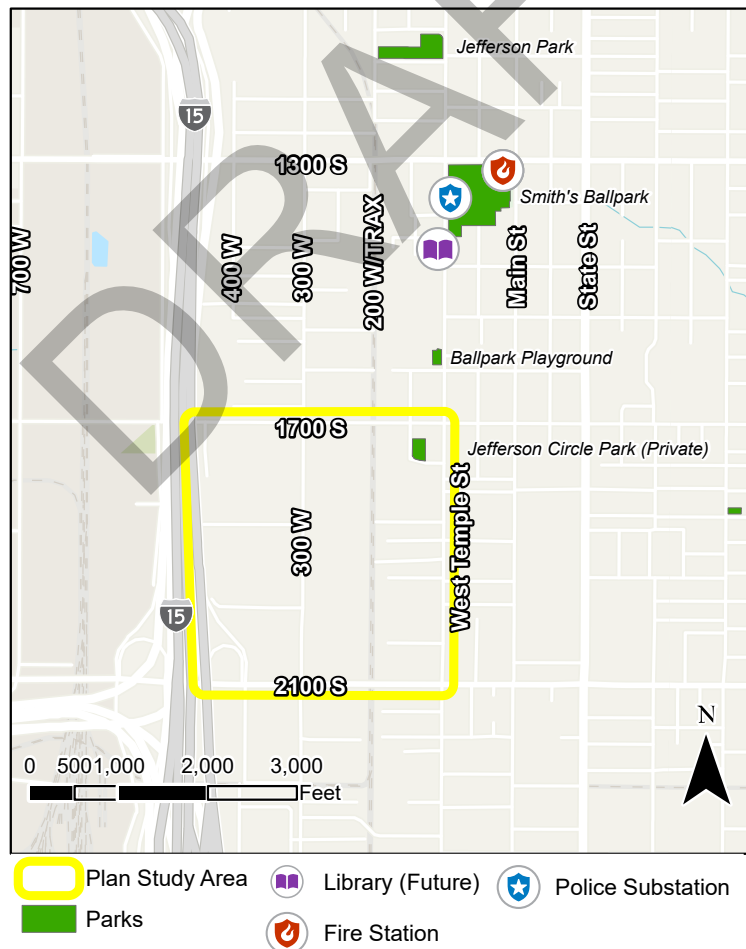 DRAF
Jefferson Park
15
1300 S
Smith's Ballpark
700 W
400 W
300 W
200 W/TRAX
Main St
State St
Ballpark Playground
1700 S
Jefferson Circle Park (Private)
300 W
West Temple St
15
2100 S
N
0 500 1,000 2,000 3,000
Feet
Plan Study Area
Library (Future)
Police Substation
Parks
Fire Station